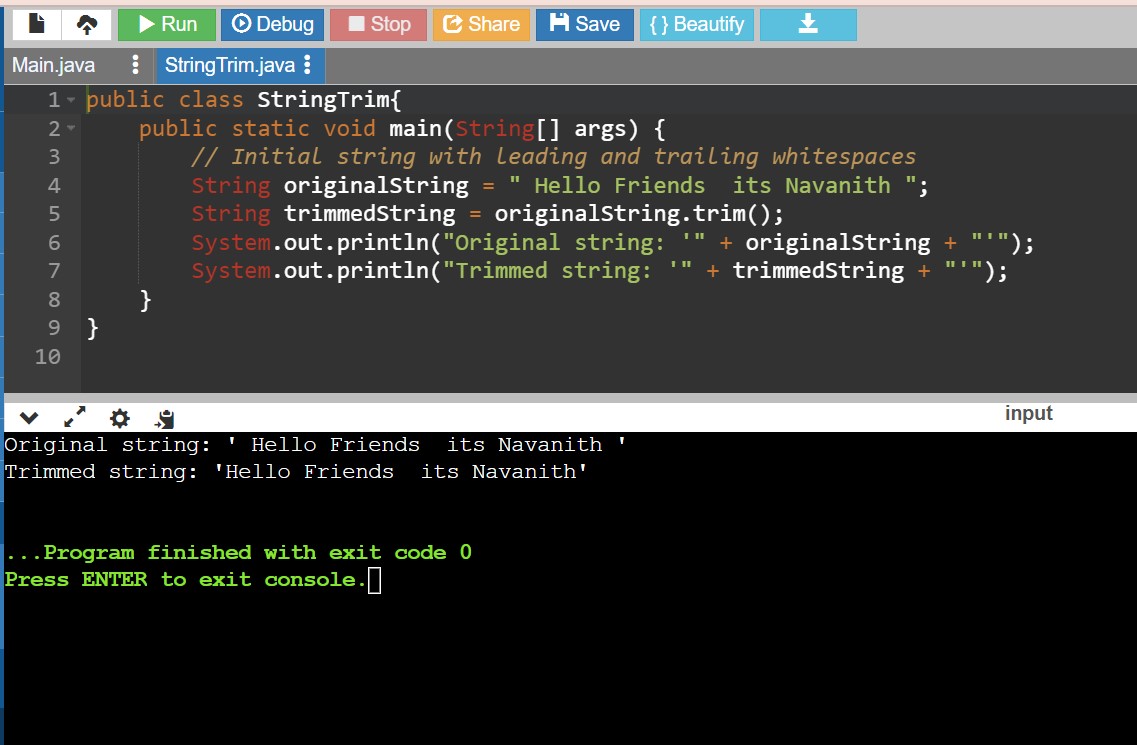 Run Debug Stop Share Save { } Beautify
Main.java StringTrim.java
1 public class StringTrim{
2     public static void main(String[] args) {
3         // Initial string with leading and trailing whitespaces
4         String originalString = " Hello Friends  its Navanith ";
5         String trimmedString = originalString.trim();
6         System.out.println("Original string: '" + originalString + "'");
7         System.out.println("Trimmed string: '" + trimmedString + "'");
8     }
9 }
10
input
Original string: ' Hello Friends  its Navanith '
Trimmed string: 'Hello Friends  its Navanith'
...Program finished with exit code 0
Press ENTER to exit console.